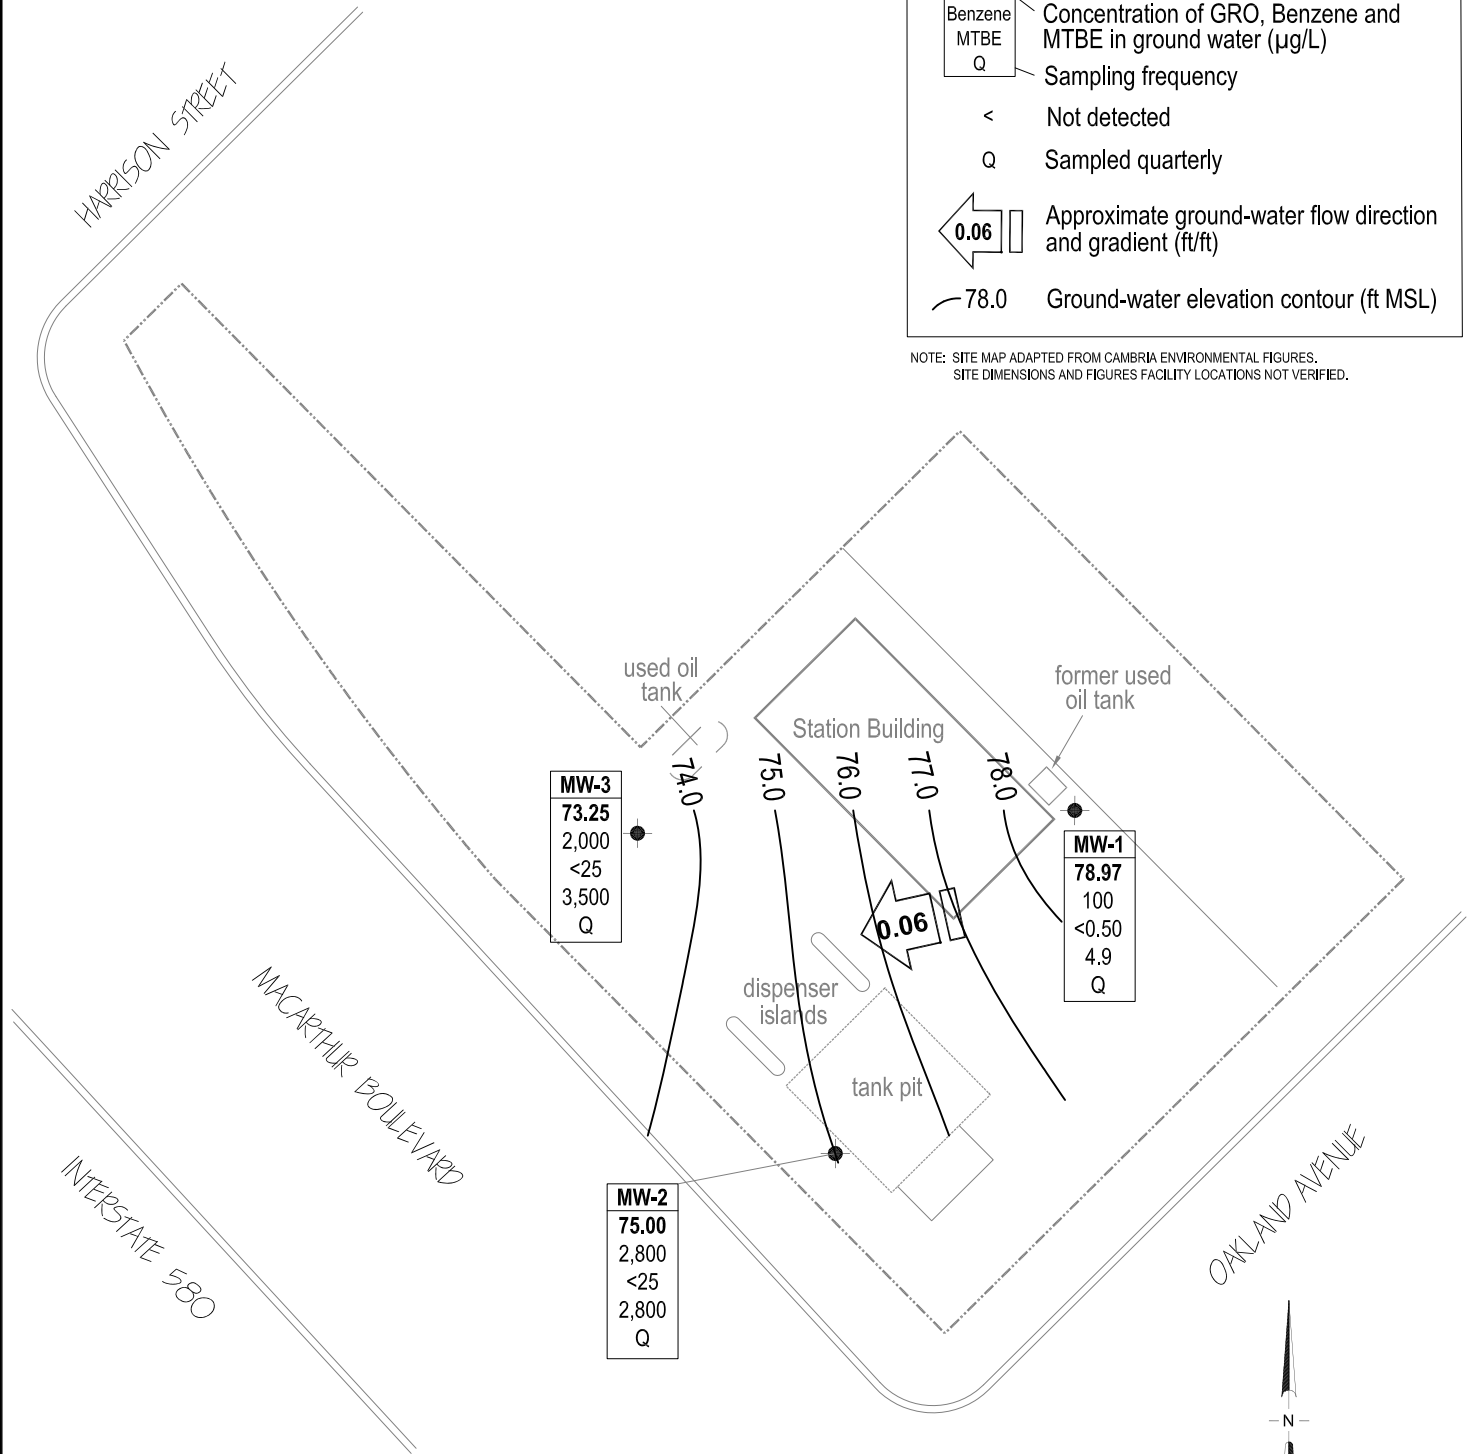 Benzene
MTBE
Q
Concentration of GRO, Benzene and
MTBE in ground water (µg/L)
Sampling frequency
< Not detected
Q Sampled quarterly
0.06
Approximate ground-water flow direction
and gradient (ft/ft)
78.0 Ground-water elevation contour (ft MSL)
NOTE: SITE MAP ADAPTED FROM CAMBRIA ENVIRONMENTAL FIGURES.
SITE DIMENSIONS AND FIGURES FACILITY LOCATIONS NOT VERIFIED.
HARRISON STREET
used oil
tank
Station Building
former used
oil tank
74.0
75.0
76.0
77.0
78.0
MW-3
73.25
2,000
<25
3,500
Q
MW-1
78.97
100
<0.50
4.9
Q
0.06
dispenser
islands
tank pit
MW-2
75.00
2,800
<25
2,800
Q
MACARTHUR BOULEVARD
INTERSTATE 580
OAKLAND AVENUE
N